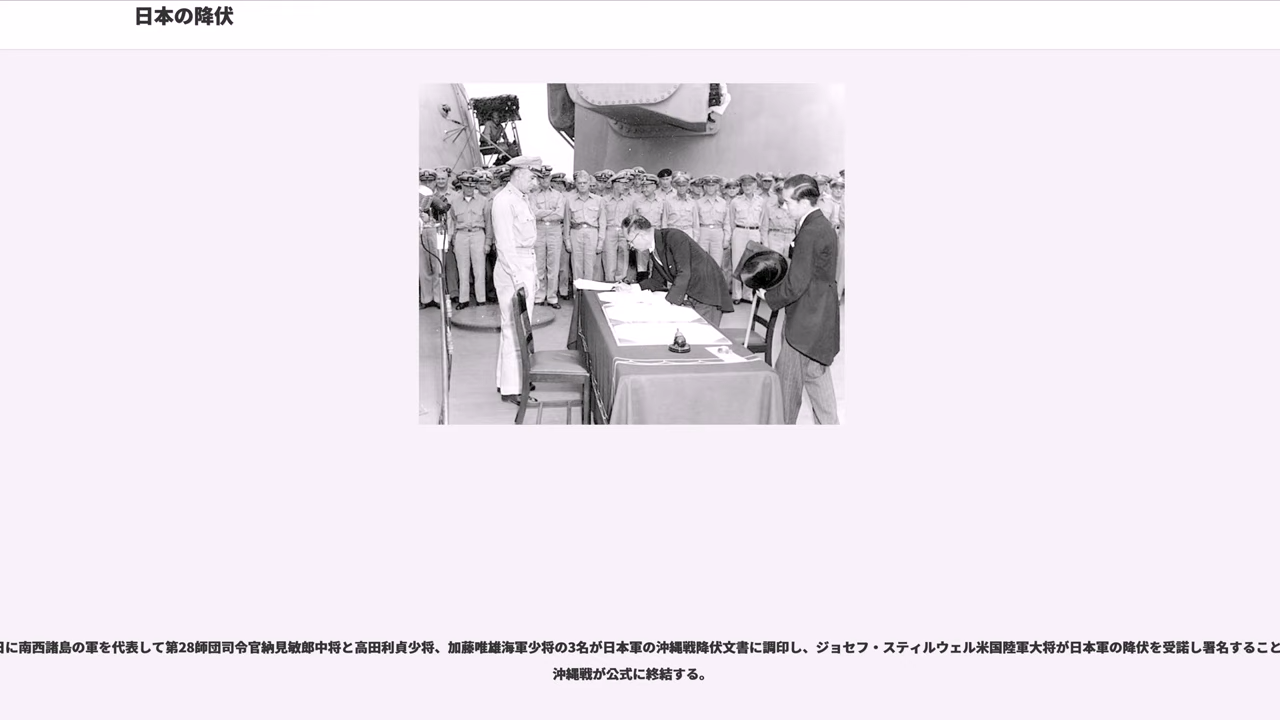 日本の降伏
日に南西諸島の軍を代表して第28師団司令官納見敏郎中将と高田利貞少将、加藤唯雄海軍少将の3名が日本軍の沖縄戦降伏文書に調印し、ジョセフ・スティルウェル米国陸軍大将が日本軍の降伏を受諾し署名すること
沖縄戦が公式に終結する。